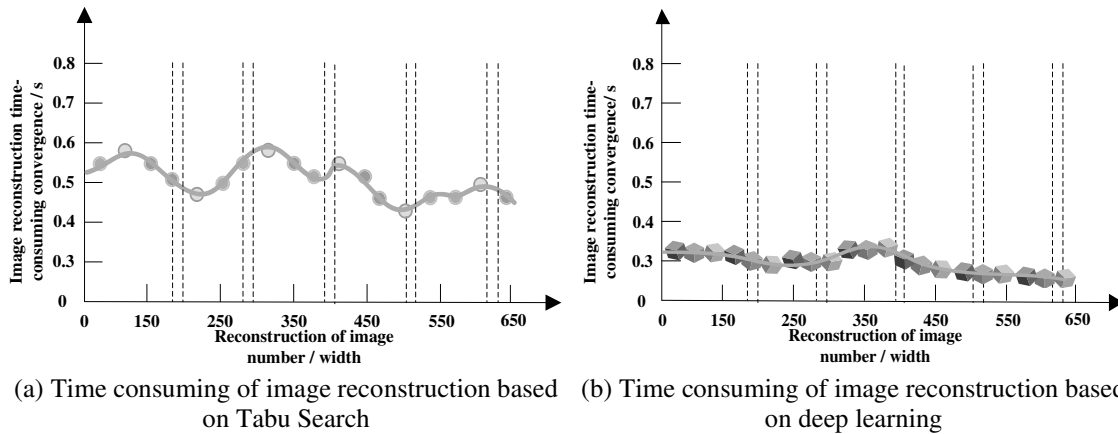 Image reconstruction time-
consuming convergence / s
0.8
0.7
0.6
0.5
0.4
0.3
0
0 150 250 350 450 550 650
Reconstruction of image
number / width
(a) Time consuming of image reconstruction based
on Tabu Search
Image reconstruction time-
consuming convergence/ s
0.8
0.7
0.6
0.5
0.4
0.3
0
0 150 250 350 450 550 650
Reconstruction of image
number / width
(b) Time consuming of image reconstruction based
on deep learning